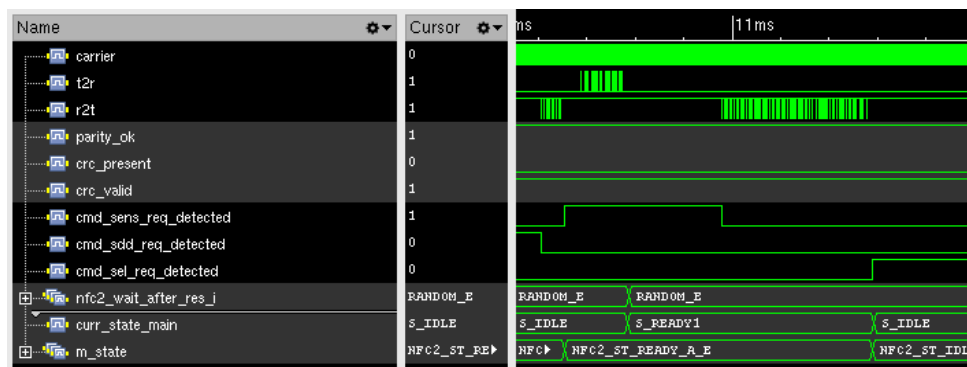 Name Cursor ms 11ms
carrier 0
t2r 1
r2t 1
parity_ok 1
crc_present 0
crc_valid 1
cmd_sens_req_detected 1
cmd_sdd_req_detected 0
cmd_sel_req_detected 0
nfc2_wait_after_res_i RANDOM_E RANDOM_E RANDOM_E
curr_state_main S_IDLE S_IDLE S_READY1 S_IDLE
m_state NFC2_ST_RE NFC NFC2_ST_READY_A_E NFC2_ST_IDL